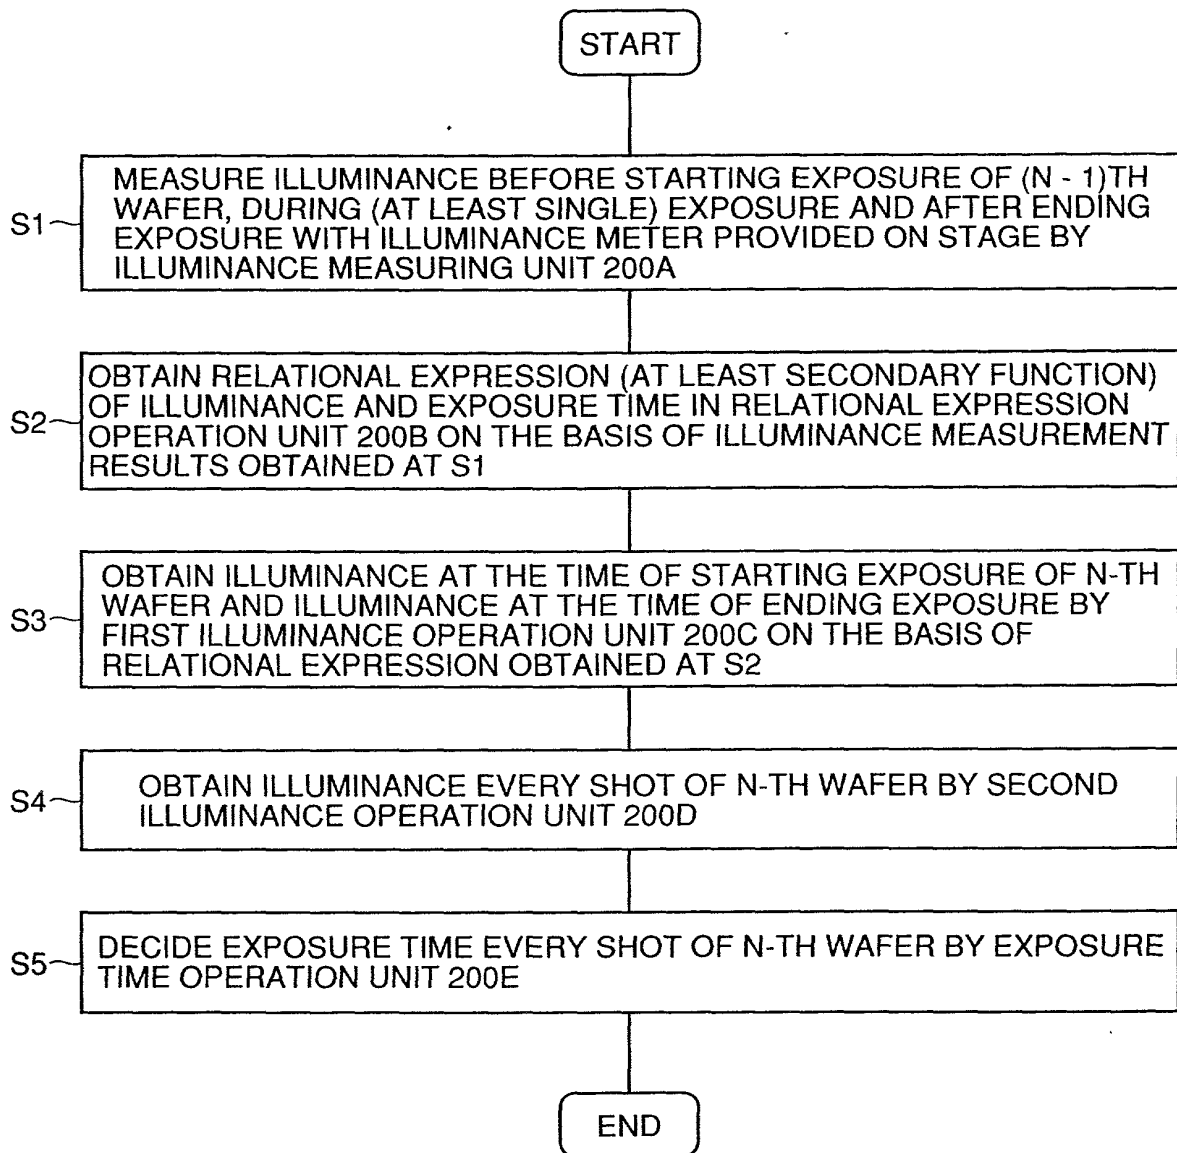 START
S1
MEASURE ILLUMINANCE BEFORE STARTING EXPOSURE OF (N - 1)TH
WAFER, DURING (AT LEAST SINGLE) EXPOSURE AND AFTER ENDING
EXPOSURE WITH ILLUMINANCE METER PROVIDED ON STAGE BY
ILLUMINANCE MEASURING UNIT 200A
S2
OBTAIN RELATIONAL EXPRESSION (AT LEAST SECONDARY FUNCTION)
OF ILLUMINANCE AND EXPOSURE TIME IN RELATIONAL EXPRESSION
OPERATION UNIT 200B ON THE BASIS OF ILLUMINANCE MEASUREMENT
RESULTS OBTAINED AT S1
S3
OBTAIN ILLUMINANCE AT THE TIME OF STARTING EXPOSURE OF N-TH
WAFER AND ILLUMINANCE AT THE TIME OF ENDING EXPOSURE BY
FIRST ILLUMINANCE OPERATION UNIT 200C ON THE BASIS OF
RELATIONAL EXPRESSION OBTAINED AT S2
S4
OBTAIN ILLUMINANCE EVERY SHOT OF N-TH WAFER BY SECOND
ILLUMINANCE OPERATION UNIT 200D
S5
DECIDE EXPOSURE TIME EVERY SHOT OF N-TH WAFER BY EXPOSURE
TIME OPERATION UNIT 200E
END